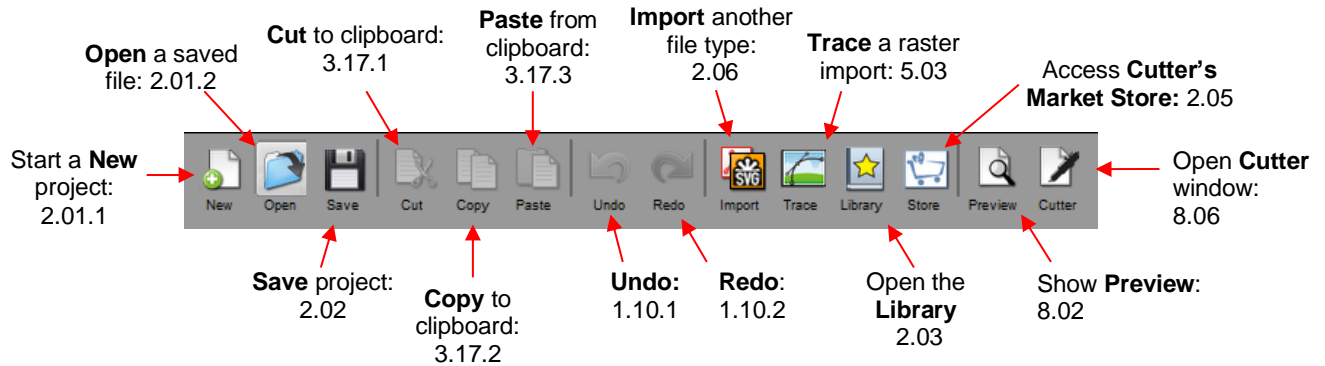 Open a saved
file: 2.01.2
Cut to clipboard:
3.17.1
Paste from
clipboard:
3.17.3
Import another
file type:
2.06
Trace a raster
import: 5.03
Access Cutter's
Market Store: 2.05
Start a New
project:
2.01.1
New
Open
Save
Cut
Copy
Paste
Undo
Redo
SVG
Import
Trace
Library
Store
Preview
Cutter
Open Cutter
window:
8.06
Save project:
2.02
Copy to
clipboard:
3.17.2
Undo:
1.10.1
Redo:
1.10.2
Open the
Library
2.03
Show Preview:
8.02